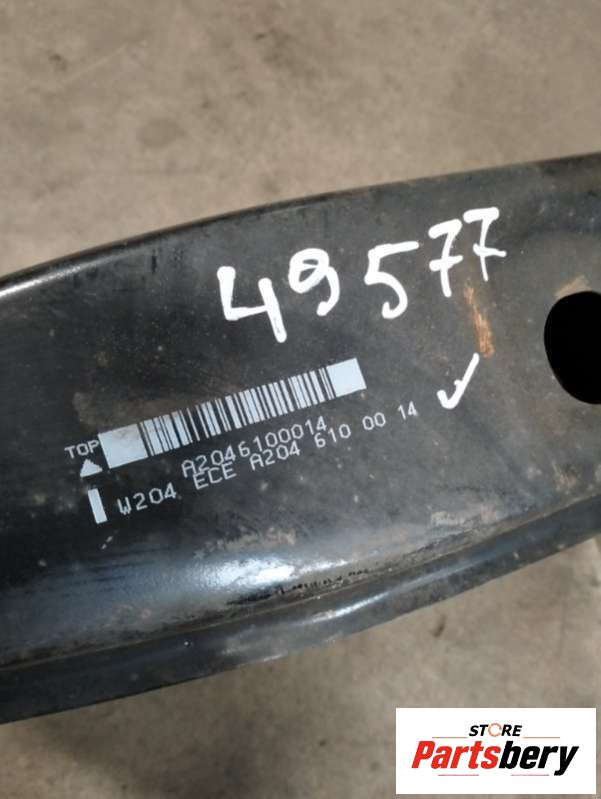 49577
TOP
A2046100014
W204 ECE A204 610 00 14
STORE
Partsbery